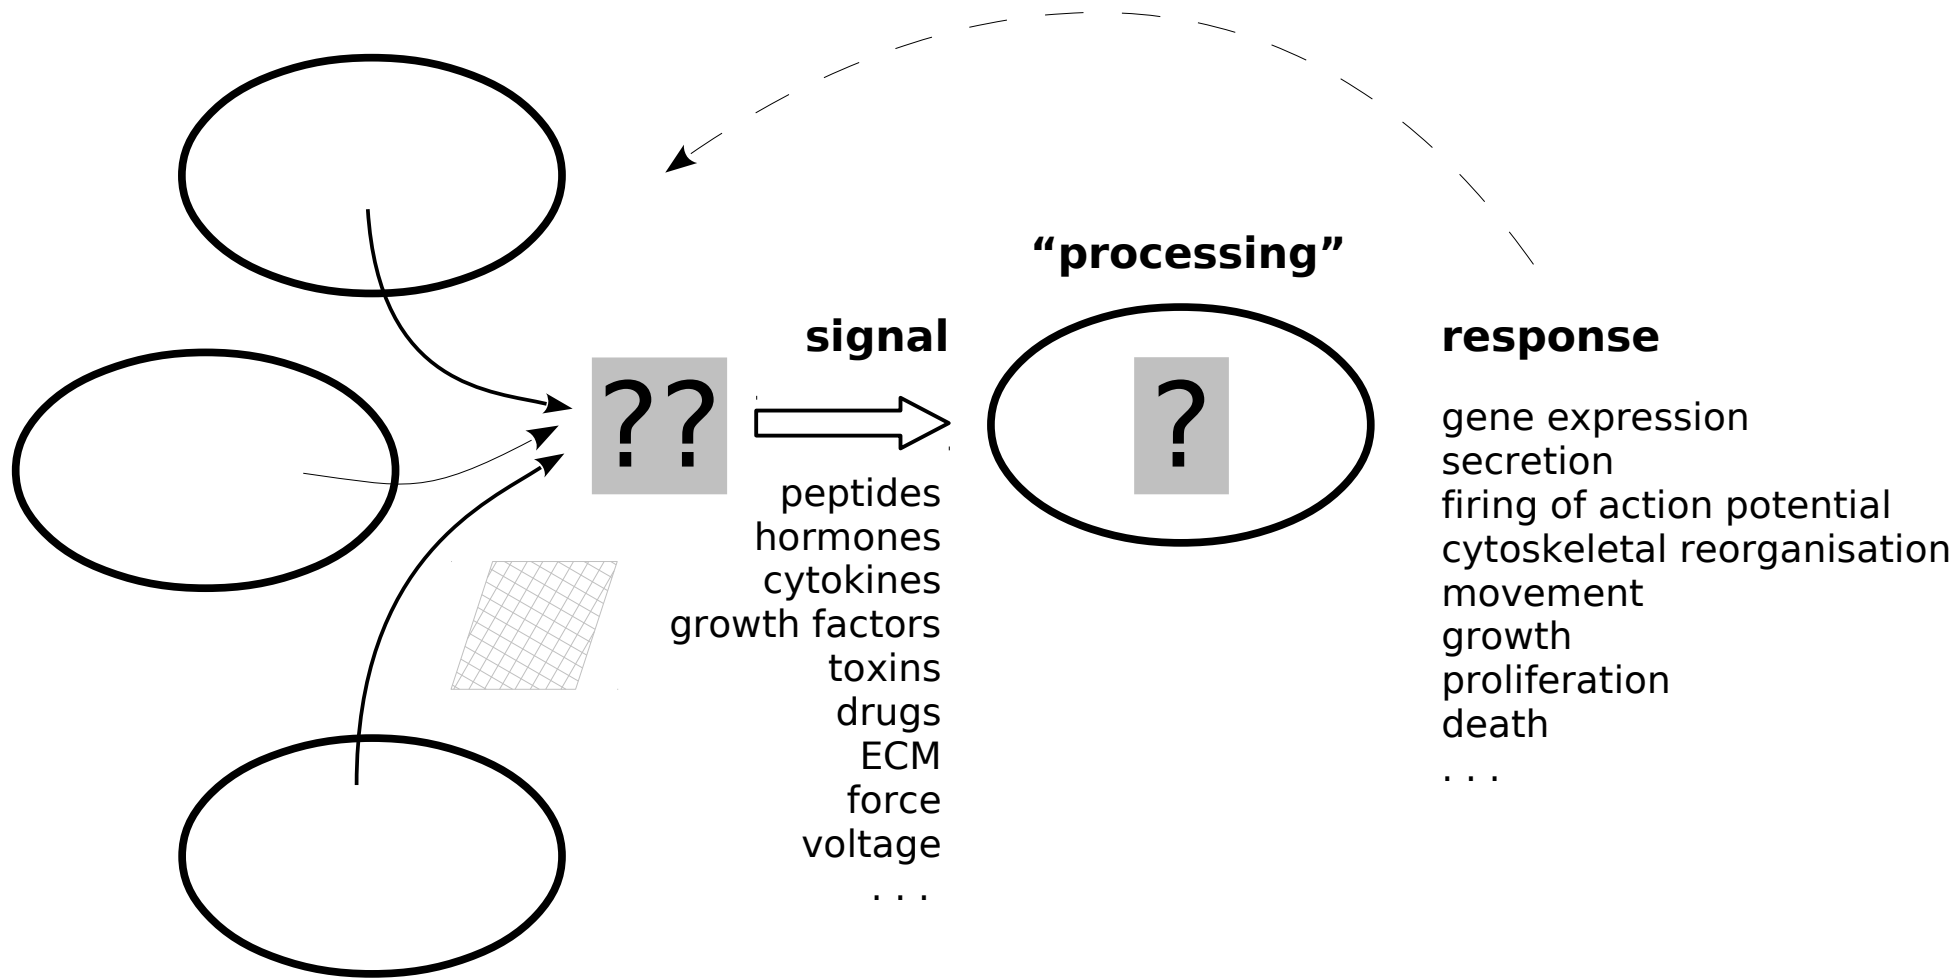 “processing”
signal
response
??
?
peptides
hormones
cytokines
growth factors
toxins
drugs
ECM
force
voltage
. . .
gene expression
secretion
firing of action potential
cytoskeletal reorganisation
movement
growth
proliferation
death
. . .